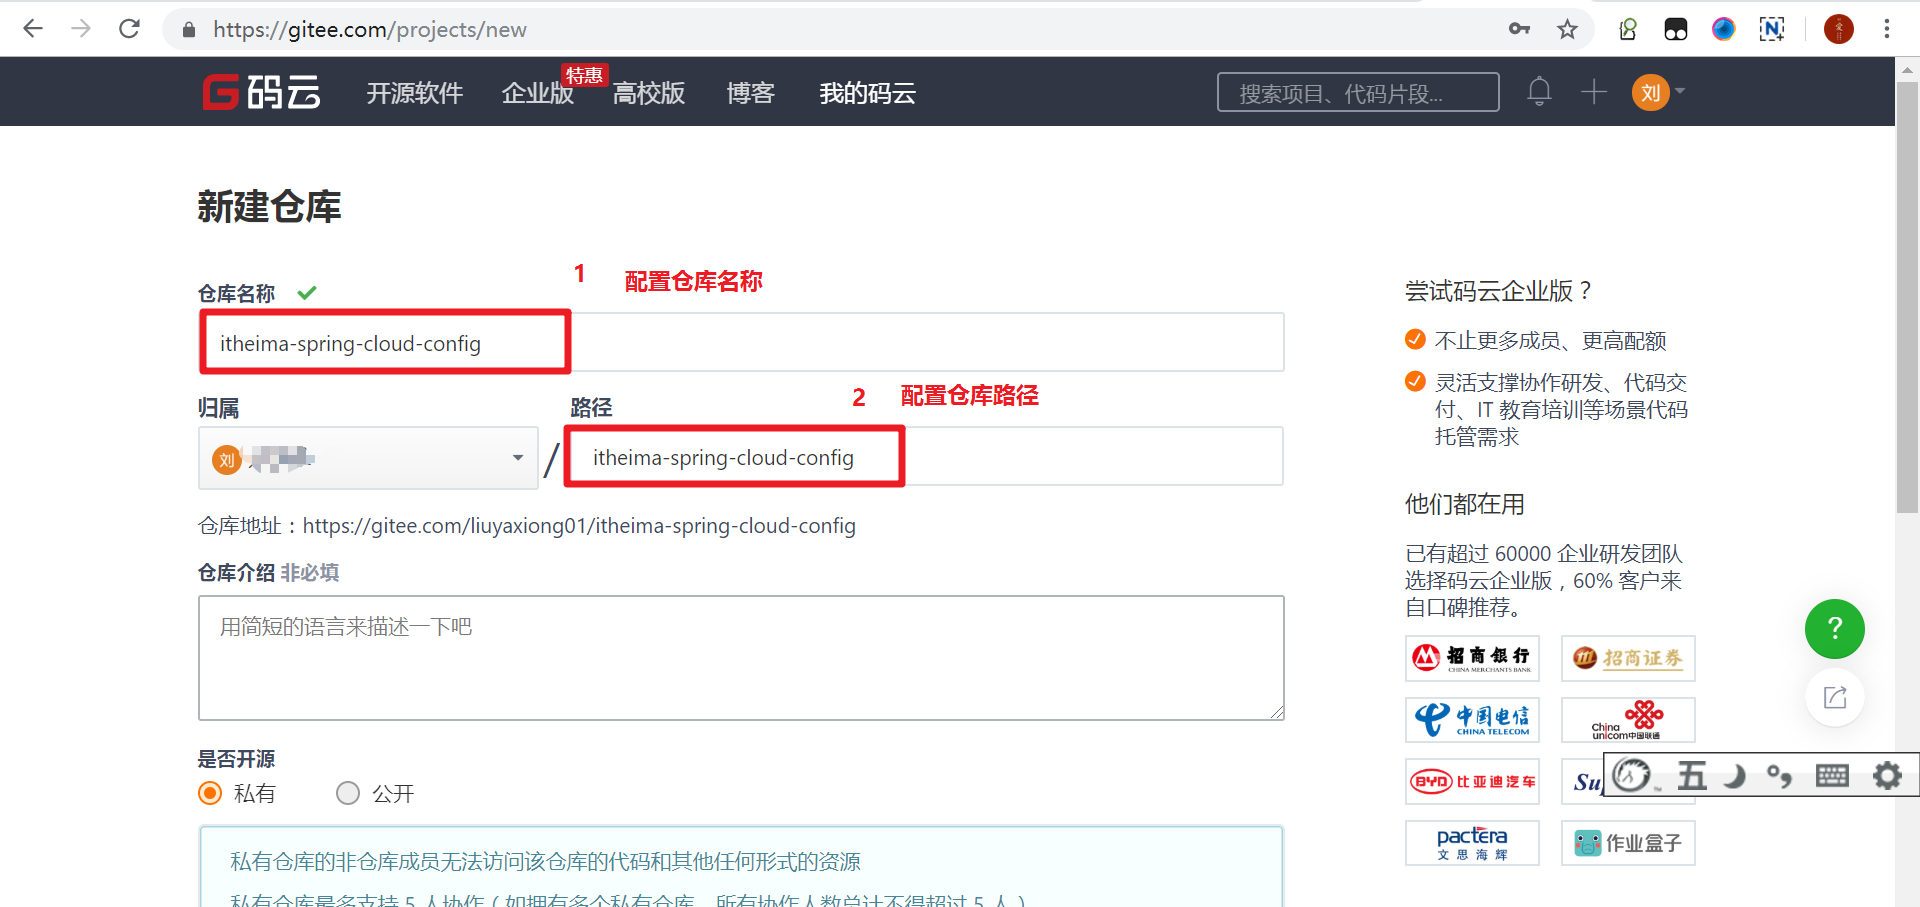 https://gitee.com/projects/new
G码云
开源软件
企业版
特惠
高校版
博客
我的码云
搜索项目、代码片段...
刘
新建仓库
仓库名称
1 配置仓库名称
itheima-spring-cloud-config
归属
路径
2 配置仓库路径
刘
/
itheima-spring-cloud-config
仓库地址：https://gitee.com/liuyaxiong01/itheima-spring-cloud-config
仓库介绍 非必填
用简短的语言来描述一下吧
是否开源
私有
公开
私有仓库的非仓库成员无法访问该仓库的代码和其他任何形式的资源
私有仓库最多支持 5 人协作（如拥有多个私有仓库，所有协作人数总计不得超过 5 人）
尝试码云企业版？
不止更多成员、更高配额
灵活支撑协作研发、代码交
付、IT 教育培训等场景代码
托管需求
他们都在用
已有超过 60000 企业研发团队
选择码云企业版，60% 客户来
自口碑推荐。
招商银行
CHINA MERCHANTS BANK
招商证券
中国电信
CHINA TELECOM
China
unicom中国联通
BYD 比亚迪汽车
Su
五
pactera
文思海辉
作业盒子
?